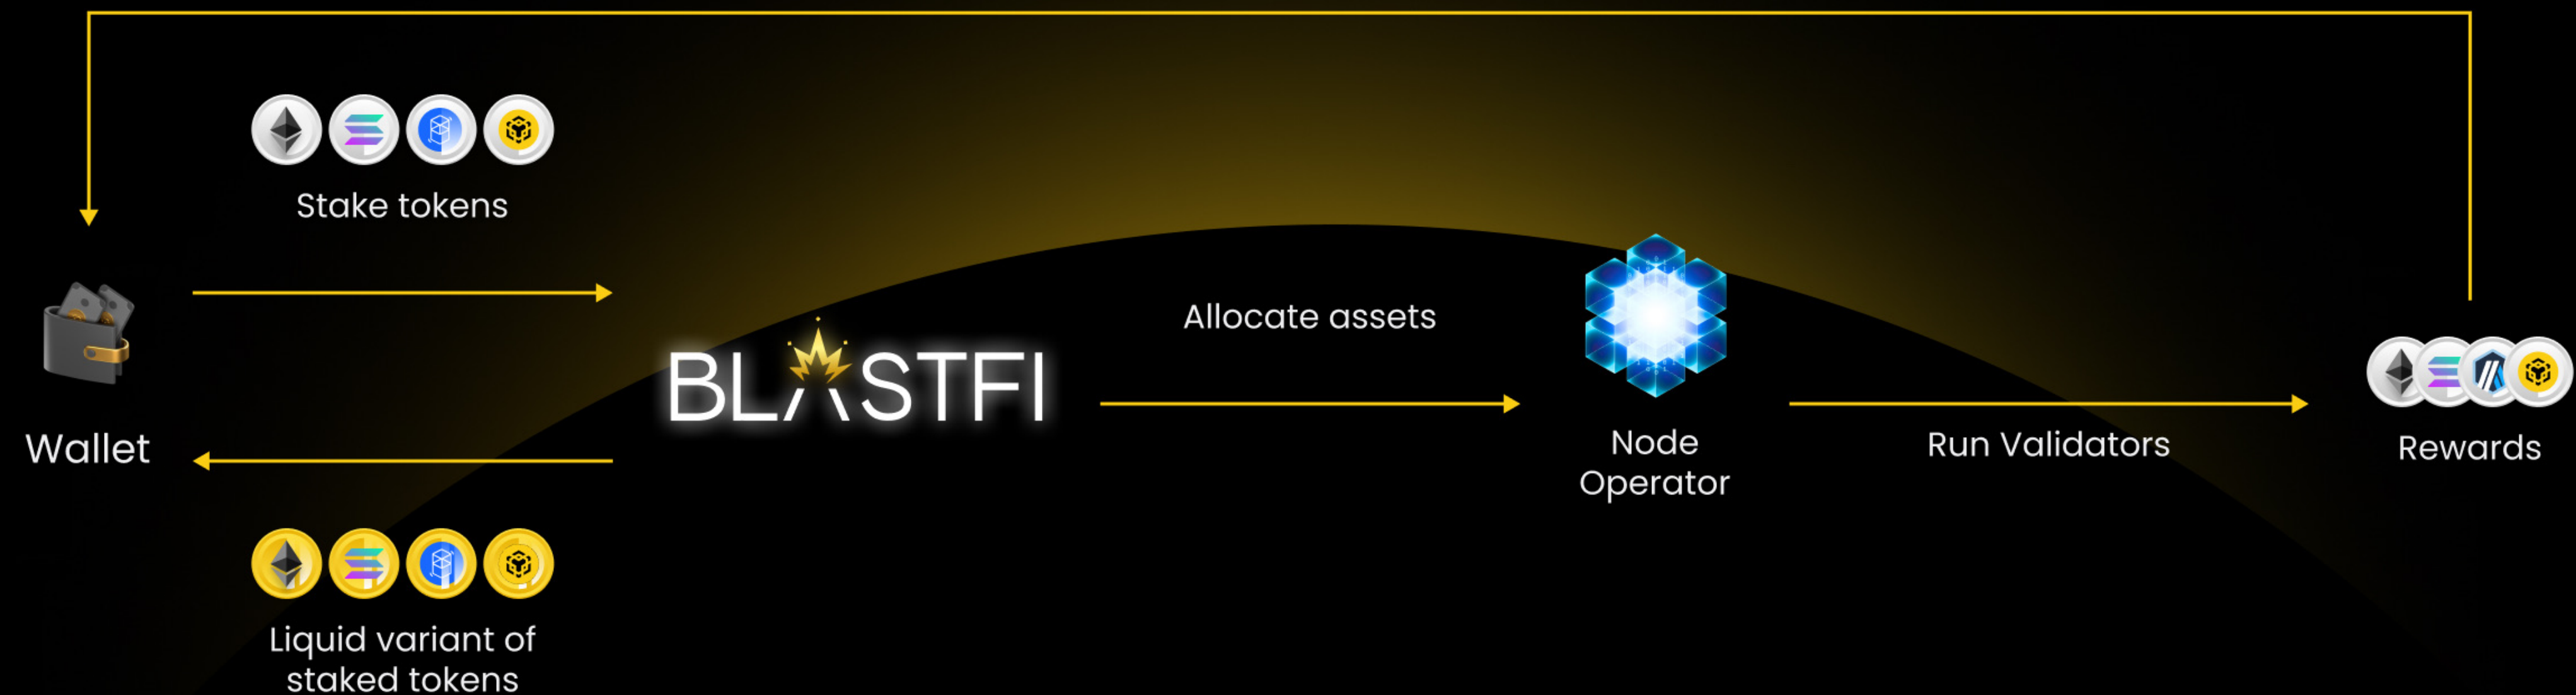 Stake tokens
Wallet
Liquid variant of
staked tokens
BLASTFI
Allocate assets
Node
Operator
Run Validators
Rewards